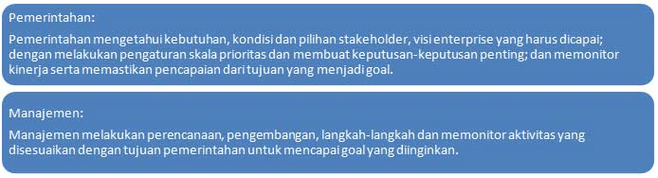 Pemerintahan:
Pemerintahan mengetahui kebutuhan, kondisi dan pilihan stakeholder, visi enterprise yang harus dicapai;
dengan melakukan pengaturan skala prioritas dan membuat keputusan-keputusan penting; dan memonitor
kinerja serta memastikan pencapaian dari tujuan yang menjadi goal.
Manajemen:
Manajemen melakukan perencanaan, pengembangan, langkah-langkah dan memonitor aktivitas yang
disesuaikan dengan tujuan pemerintahan untuk mencapai goal yang diinginkan.